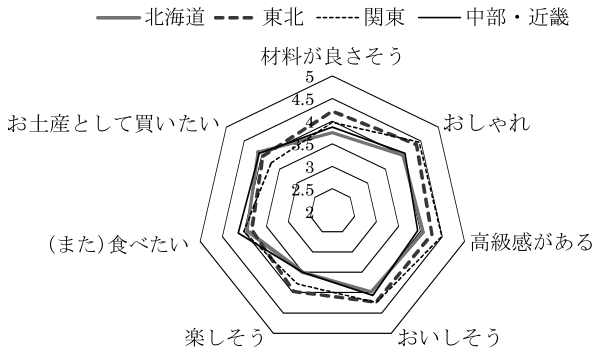 北海道 東北 関東 中部・近畿
材料が良さそう
5
4.5
お土産として買いたい おしゃれ
4
3.5
3
2.5
2
(また)食べたい 高級感がある
楽しそう おいしそう